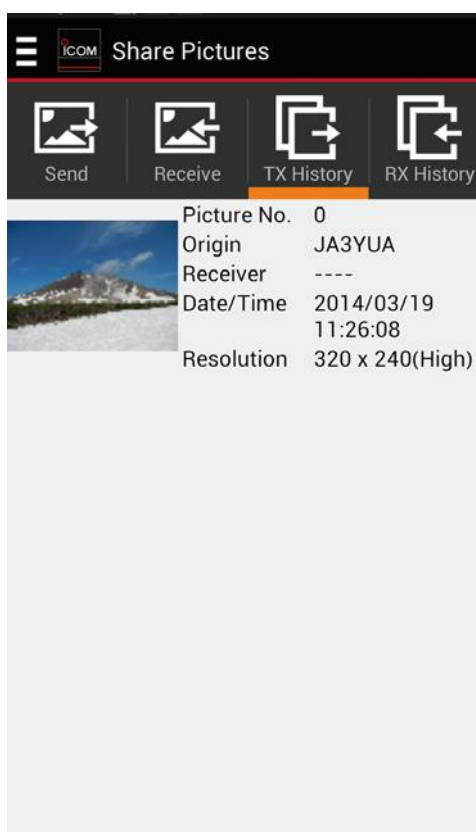 ICOM Share Pictures
Send Receive TX History RX History
Picture No. 0
Origin JA3YUA
Receiver ----
Date/Time 2014/03/19
11:26:08
Resolution 320 x 240(High)